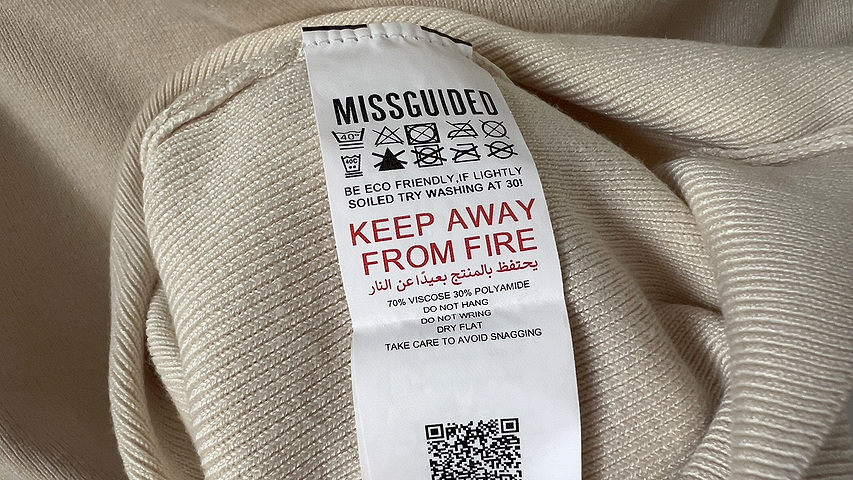 MISSGUIDED
40°
60C
BE ECO FRIENDLY,IF LIGHTLY
SOILED TRY WASHING AT 30!
KEEP AWAY
FROM FIRE
يحتفظ بالمنتج بعيدًا عن النار
70% VISCOSE 30% POLYAMIDE
DO NOT HANG
DO NOT WRING
DRY FLAT
TAKE CARE TO AVOID SNAGGING